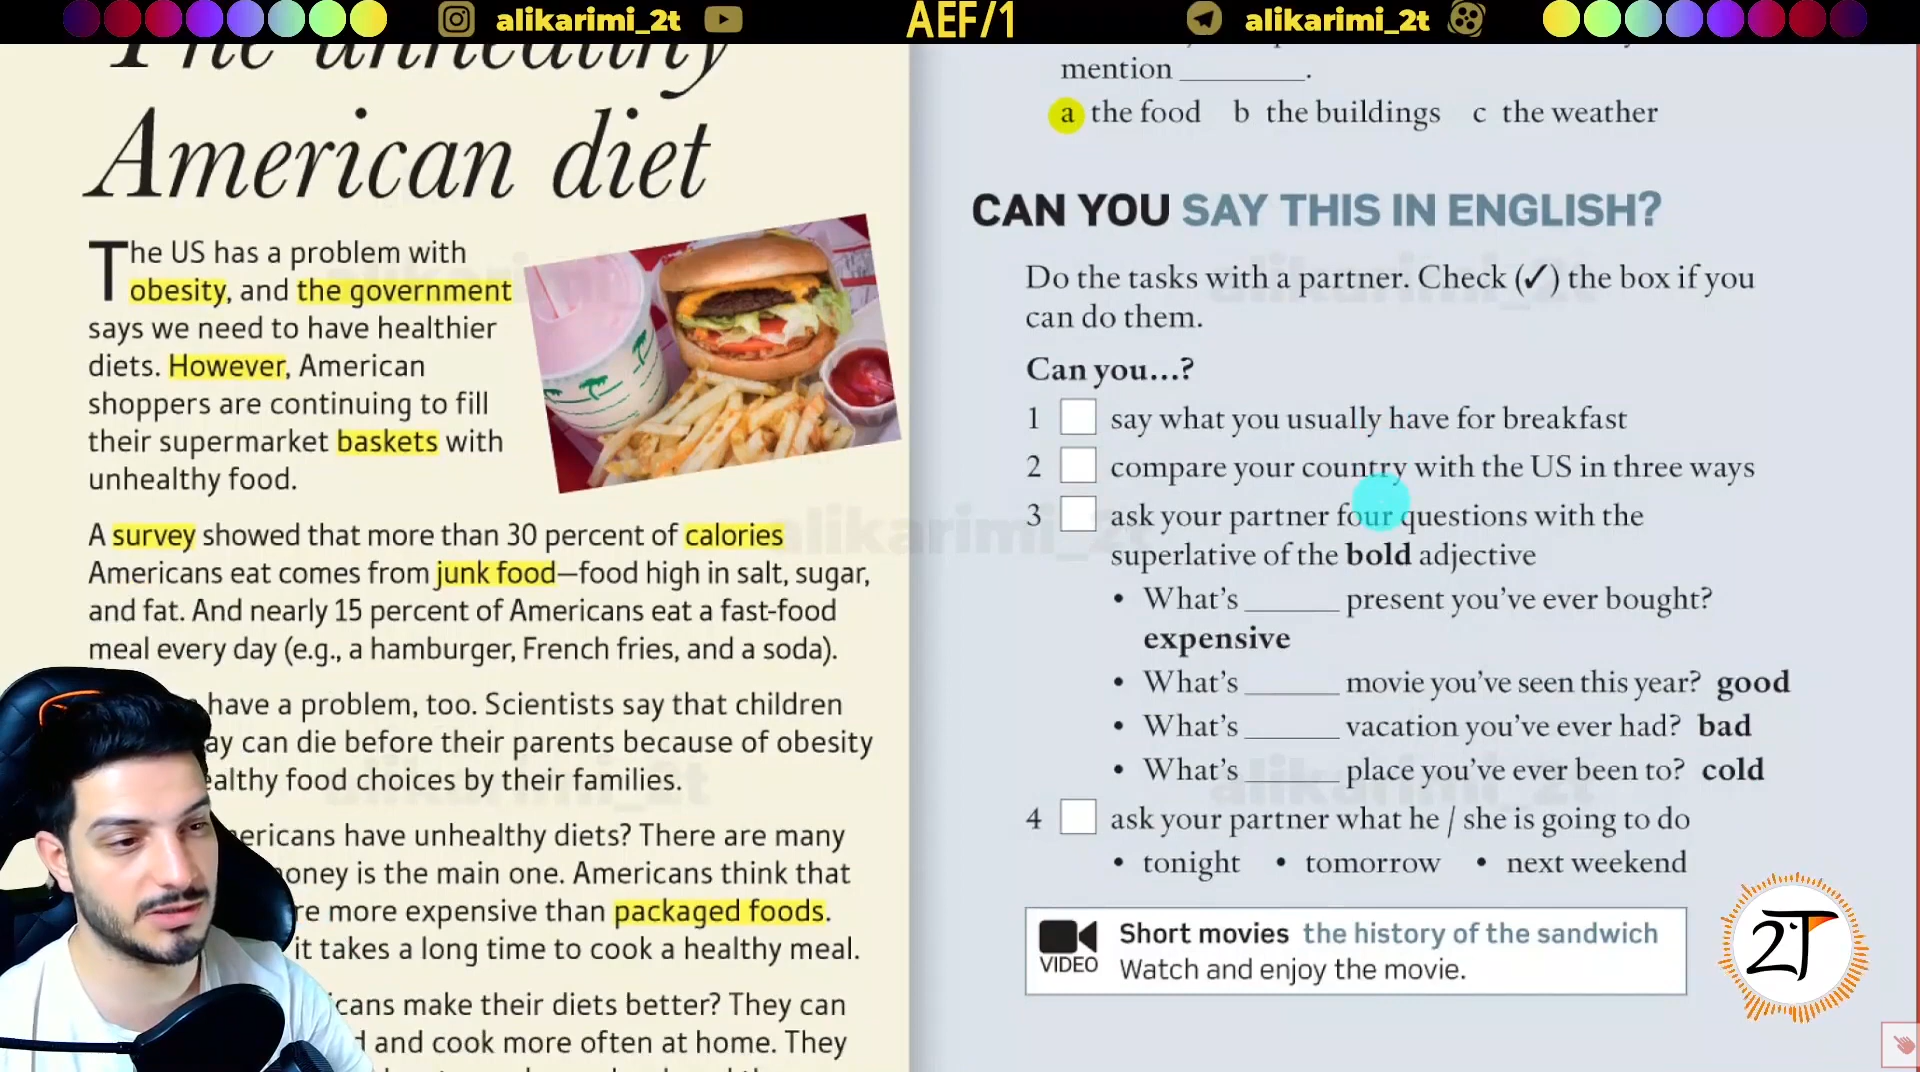 alikarimi_2t
AEF/1
alikarimi_2t
The unhealthy
American diet
The US has a problem with
obesity, and the government
says we need to have healthier
diets. However, American
shoppers are continuing to fill
their supermarket baskets with
unhealthy food.
A survey showed that more than 30 percent of calories
Americans eat comes from junk food—food high in salt, sugar,
and fat. And nearly 15 percent of Americans eat a fast-food
meal every day (e.g., a hamburger, French fries, and a soda).
have a problem, too. Scientists say that children
can die before their parents because of obesity
food choices by their families.
have unhealthy diets? There are many
is the main one. Americans think that
more expensive than packaged foods.
it takes a long time to cook a healthy meal.
make their diets better? They can
and cook more often at home. They
mention ________.
a the food b the buildings c the weather
CAN YOU SAY THIS IN ENGLISH?
Do the tasks with a partner. Check (✓) the box if you
can do them.
Can you...?
1 say what you usually have for breakfast
2 compare your country with the US in three ways
3 ask your partner four questions with the
superlative of the bold adjective
• What's ______ present you've ever bought?
expensive
• What's ______ movie you've seen this year? good
• What's ______ vacation you've ever had? bad
• What's ______ place you've ever been to? cold
4 ask your partner what he / she is going to do
• tonight • tomorrow • next weekend
VIDEO
Short movies the history of the sandwich
Watch and enjoy the movie.
2T
alikarimi_2t
alikarimi_2t
alikarimi_2t
alikarimi_2t
alikarimi_2t